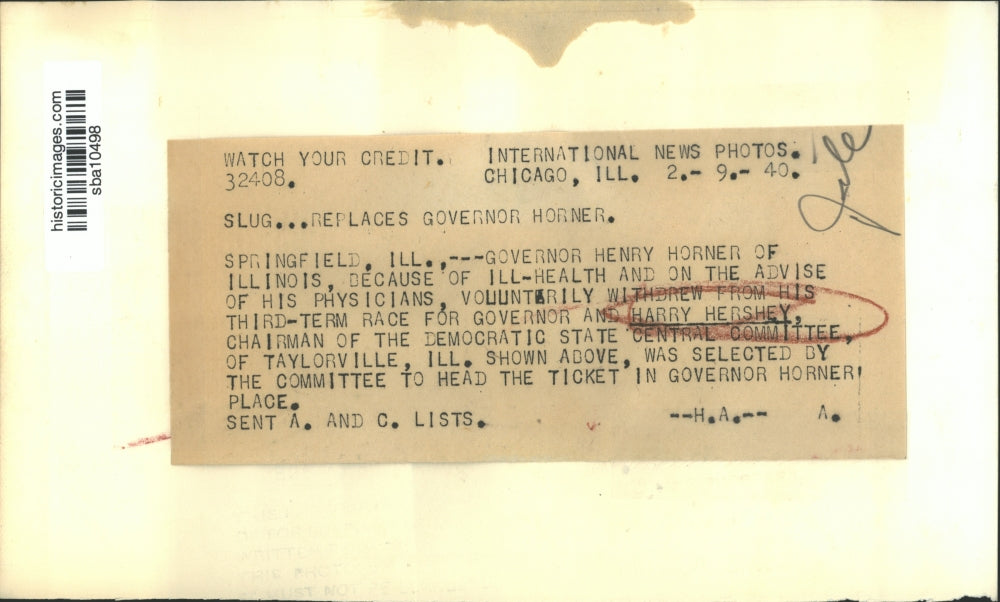 historicimages.com
sba10498
WATCH YOUR CREDIT. INTERNATIONAL NEWS PHOTOS.
32408. CHICAGO, ILL. 2.- 9.- 40.
SLUG...REPLACES GOVERNOR HORNER.
SPRINGFIELD, ILL.,---GOVERNOR HENRY HORNER OF
ILLINOIS, BECAUSE OF ILL-HEALTH AND ON THE ADVISE
OF HIS PHYSICIANS, VOLUNTERILY WITHDREW FROM HIS
THIRD-TERM RACE FOR GOVERNOR AND HARRY HERSHEY,
CHAIRMAN OF THE DEMOCRATIC STATE CENTRAL COMMITTEE,
OF TAYLORVILLE, ILL. SHOWN ABOVE, WAS SELECTED BY
THE COMMITTEE TO HEAD THE TICKET IN GOVERNOR HORNER'
PLACE.
SENT A. AND C. LISTS. --H.A.-- A.